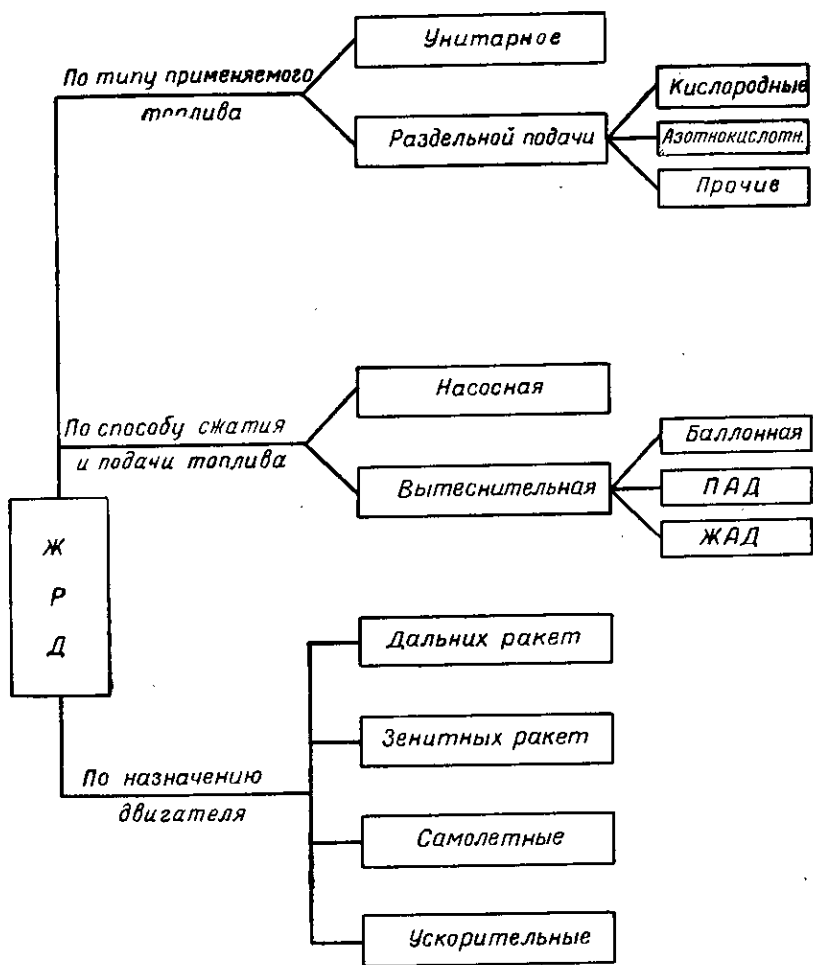 Унитарное
По типу применяемого
топлива
Раздельной подачи
Кислородные
Азотнокислотн.
Прочие
Насосная
По способу сжатия
и подачи топлива
Вытеснительная
Баллонная
ПАД
ЖАД
Ж
Р
Д
Дальних ракет
Зенитных ракет
По назначению
двигателя
Самолетные
Ускорительные